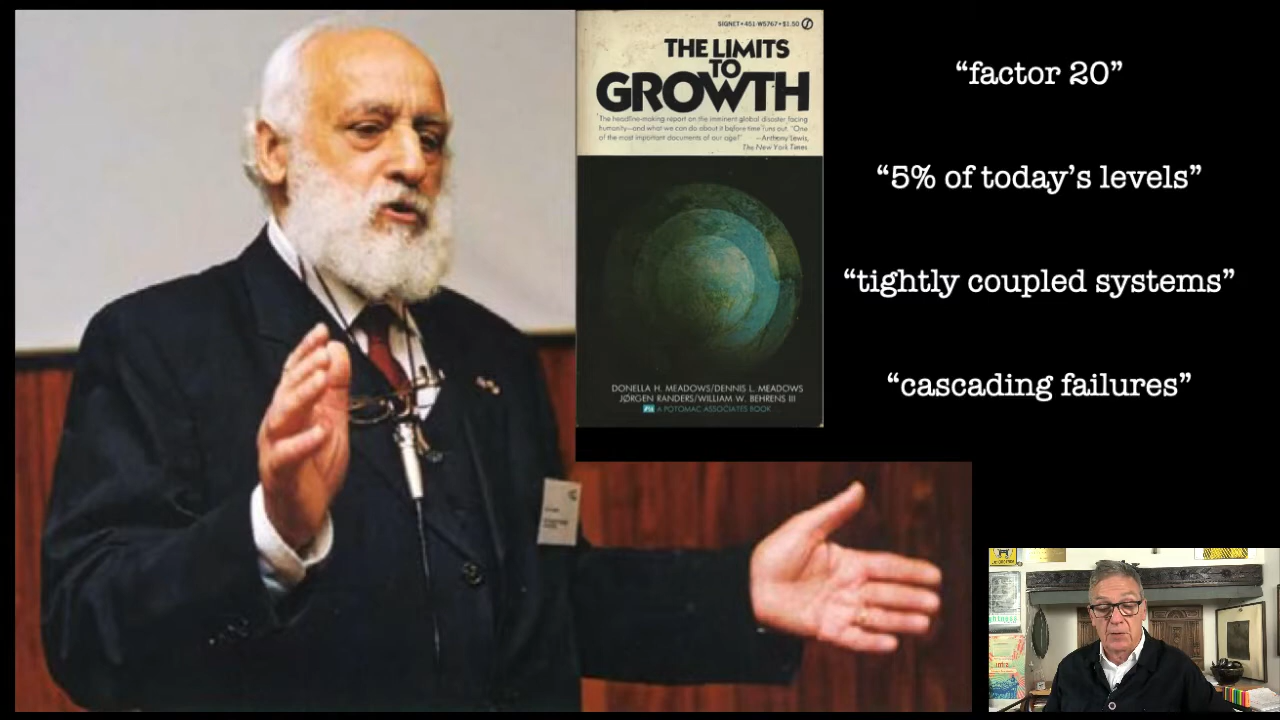 SIGNET•451-W5767•$1.50
THE LIMITS
TO
GROWTH
The headline-making report on the imminent global disaster facing
humanity—and what we can do about it before time runs out. "One
of the most important documents of our age!" —Anthony Lewis,
The New York Times
DONELLA H. MEADOWS/DENNIS L. MEADOWS
JØRGEN RANDERS/WILLIAM W. BEHRENS III
A POTOMAC ASSOCIATES BOOK
“factor 20”
“5% of today’s levels”
“tightly coupled systems”
“cascading failures”